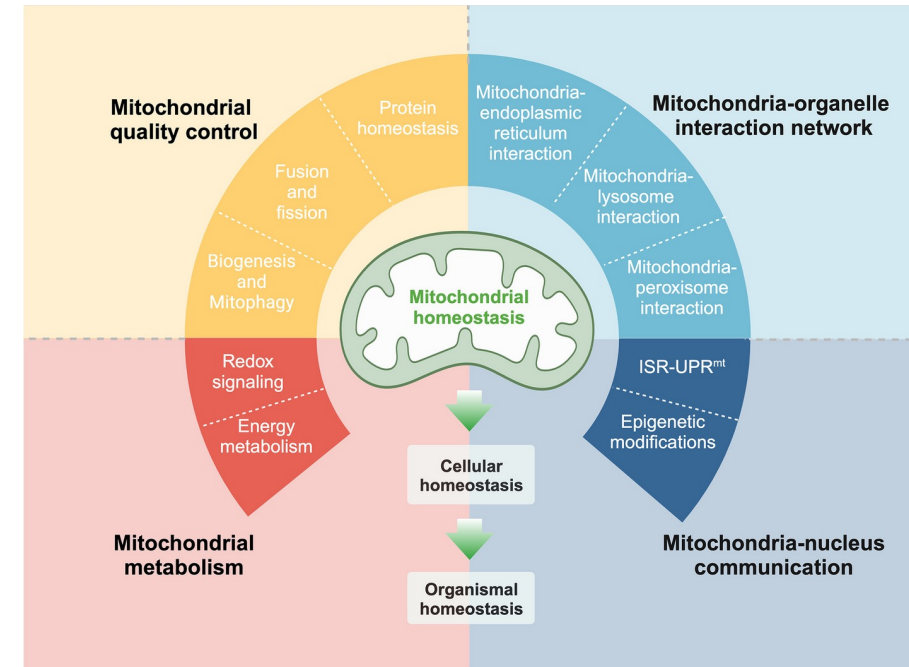 Mitochondrial
quality control
Protein
homeostasis
Fusion
and
fission
Biogenesis
and
Mitophagy
Mitochondria-organelle
interaction network
Mitochondria-
endoplasmic
reticulum
interaction
Mitochondria-
lysosome
interaction
Mitochondria-
peroxisome
interaction
Mitochondrial
homeostasis
Redox
signaling
Energy
metabolism
Mitochondrial
metabolism
ISR-UPRᵐᵗ
Epigenetic
modifications
Mitochondria-nucleus
communication
Cellular
homeostasis
Organismal
homeostasis